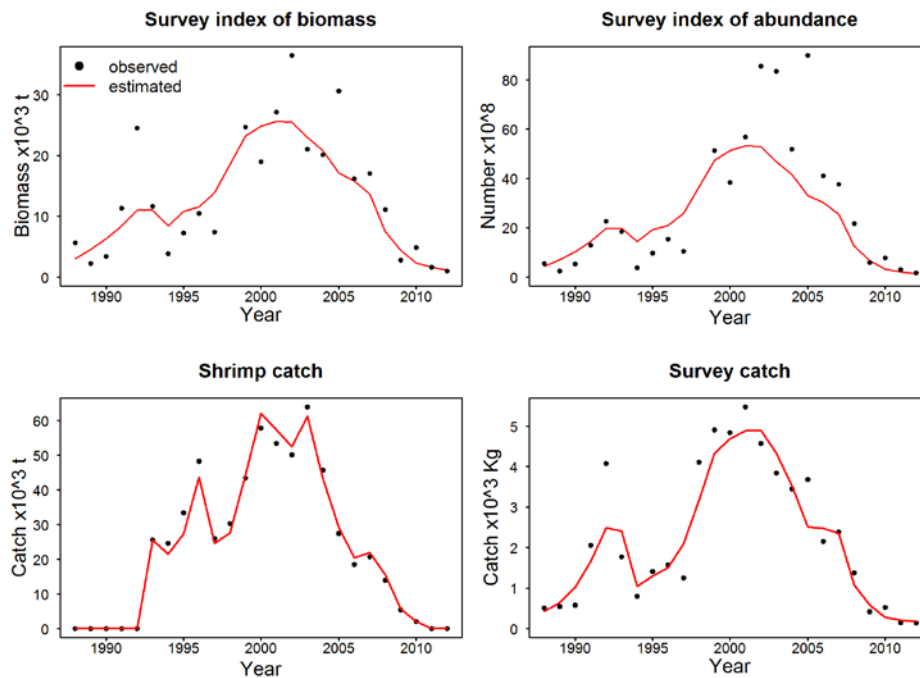 Survey index of biomass
observed
estimated
Biomass x10^3 t
0 10 20 30
1990 1995 2000 2005 2010
Year
Survey index of abundance
Number x10^8
0 20 40 60 80
1990 1995 2000 2005 2010
Year
Shrimp catch
Catch x10^3 t
0 10 20 30 40 50 60
1990 1995 2000 2005 2010
Year
Survey catch
Catch x10^3 Kg
0 1 2 3 4 5
1990 1995 2000 2005 2010
Year